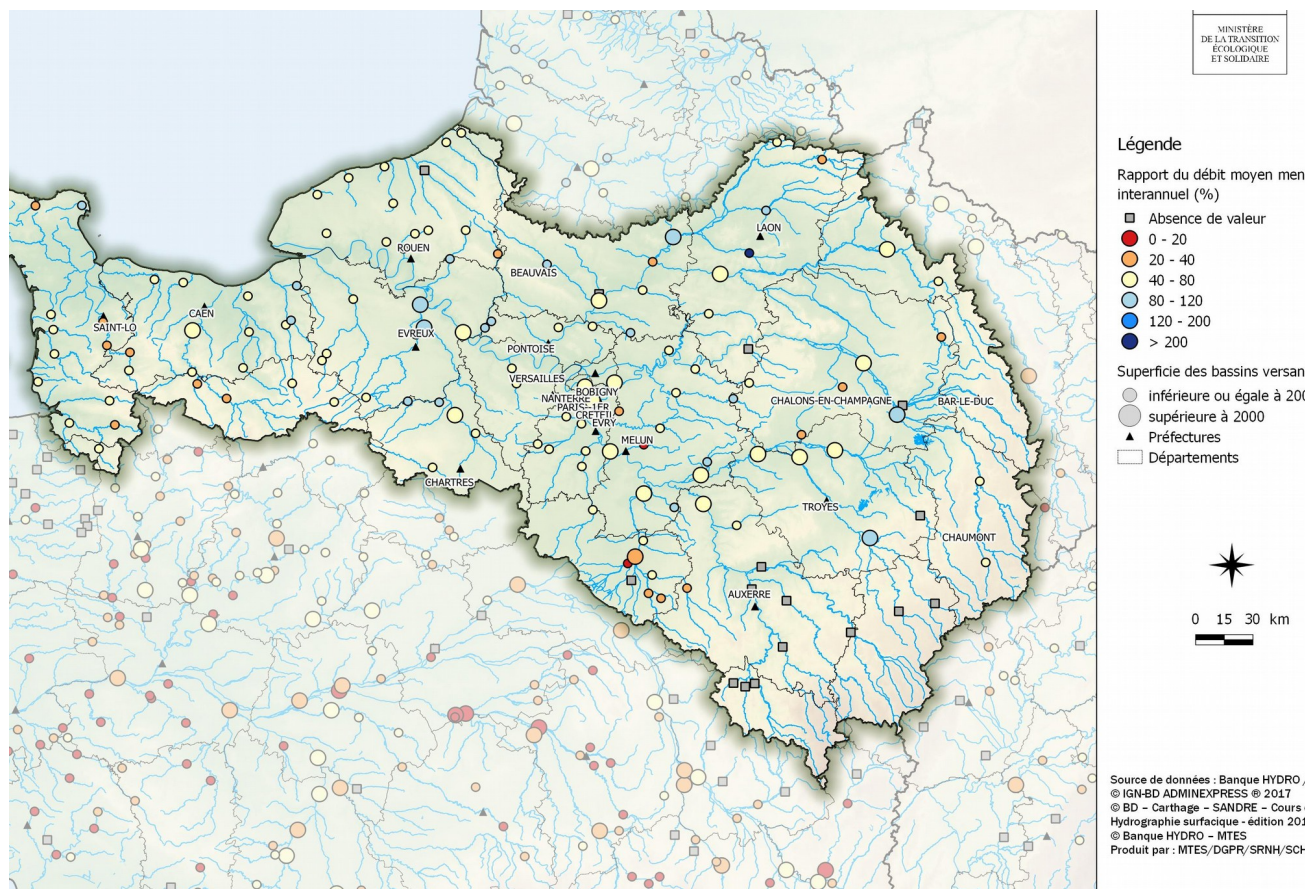 MINISTÈRE
DE LA TRANSITION
ÉCOLOGIQUE
ET SOLIDAIRE
Légende
Rapport du débit moyen men
interannuel (%)
Absence de valeur
0 - 20
20 - 40
40 - 80
80 - 120
120 - 200
> 200
Superficie des bassins versan
inférieure ou égale à 200
supérieure à 2000
Préfectures
Départements
0 15 30 km
Source de données : Banque HYDRO /
© IGN-BD ADMINEXPRESS ® 2017
© BD – Carthage – SANDRE – Cours
Hydrographie surfacique - édition 201
© Banque HYDRO – MTES
Produit par : MTES/DGPR/SRNH/SCH
LAON
ROUEN
BEAUVAIS
CAEN
SAINT-LO
EVREUX
PONTOISE
VERSAILLES
BOBIGNY
NANTERRE
PARIS-1ER
CRETEIL
EVRY
MELUN
CHALONS-EN-CHAMPAGNE
BAR-LE-DUC
CHARTRES
TROYES
CHAUMONT
AUXERRE